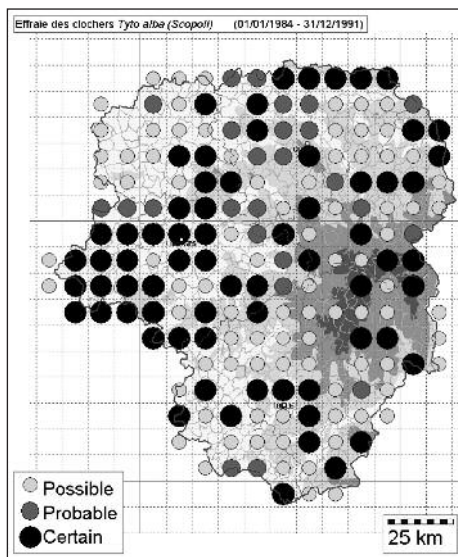 Effraie des clochers Tyto alba (Scopoli) (01/01/1984 - 31/12/1991)
Possible
Probable
Certain
25 km